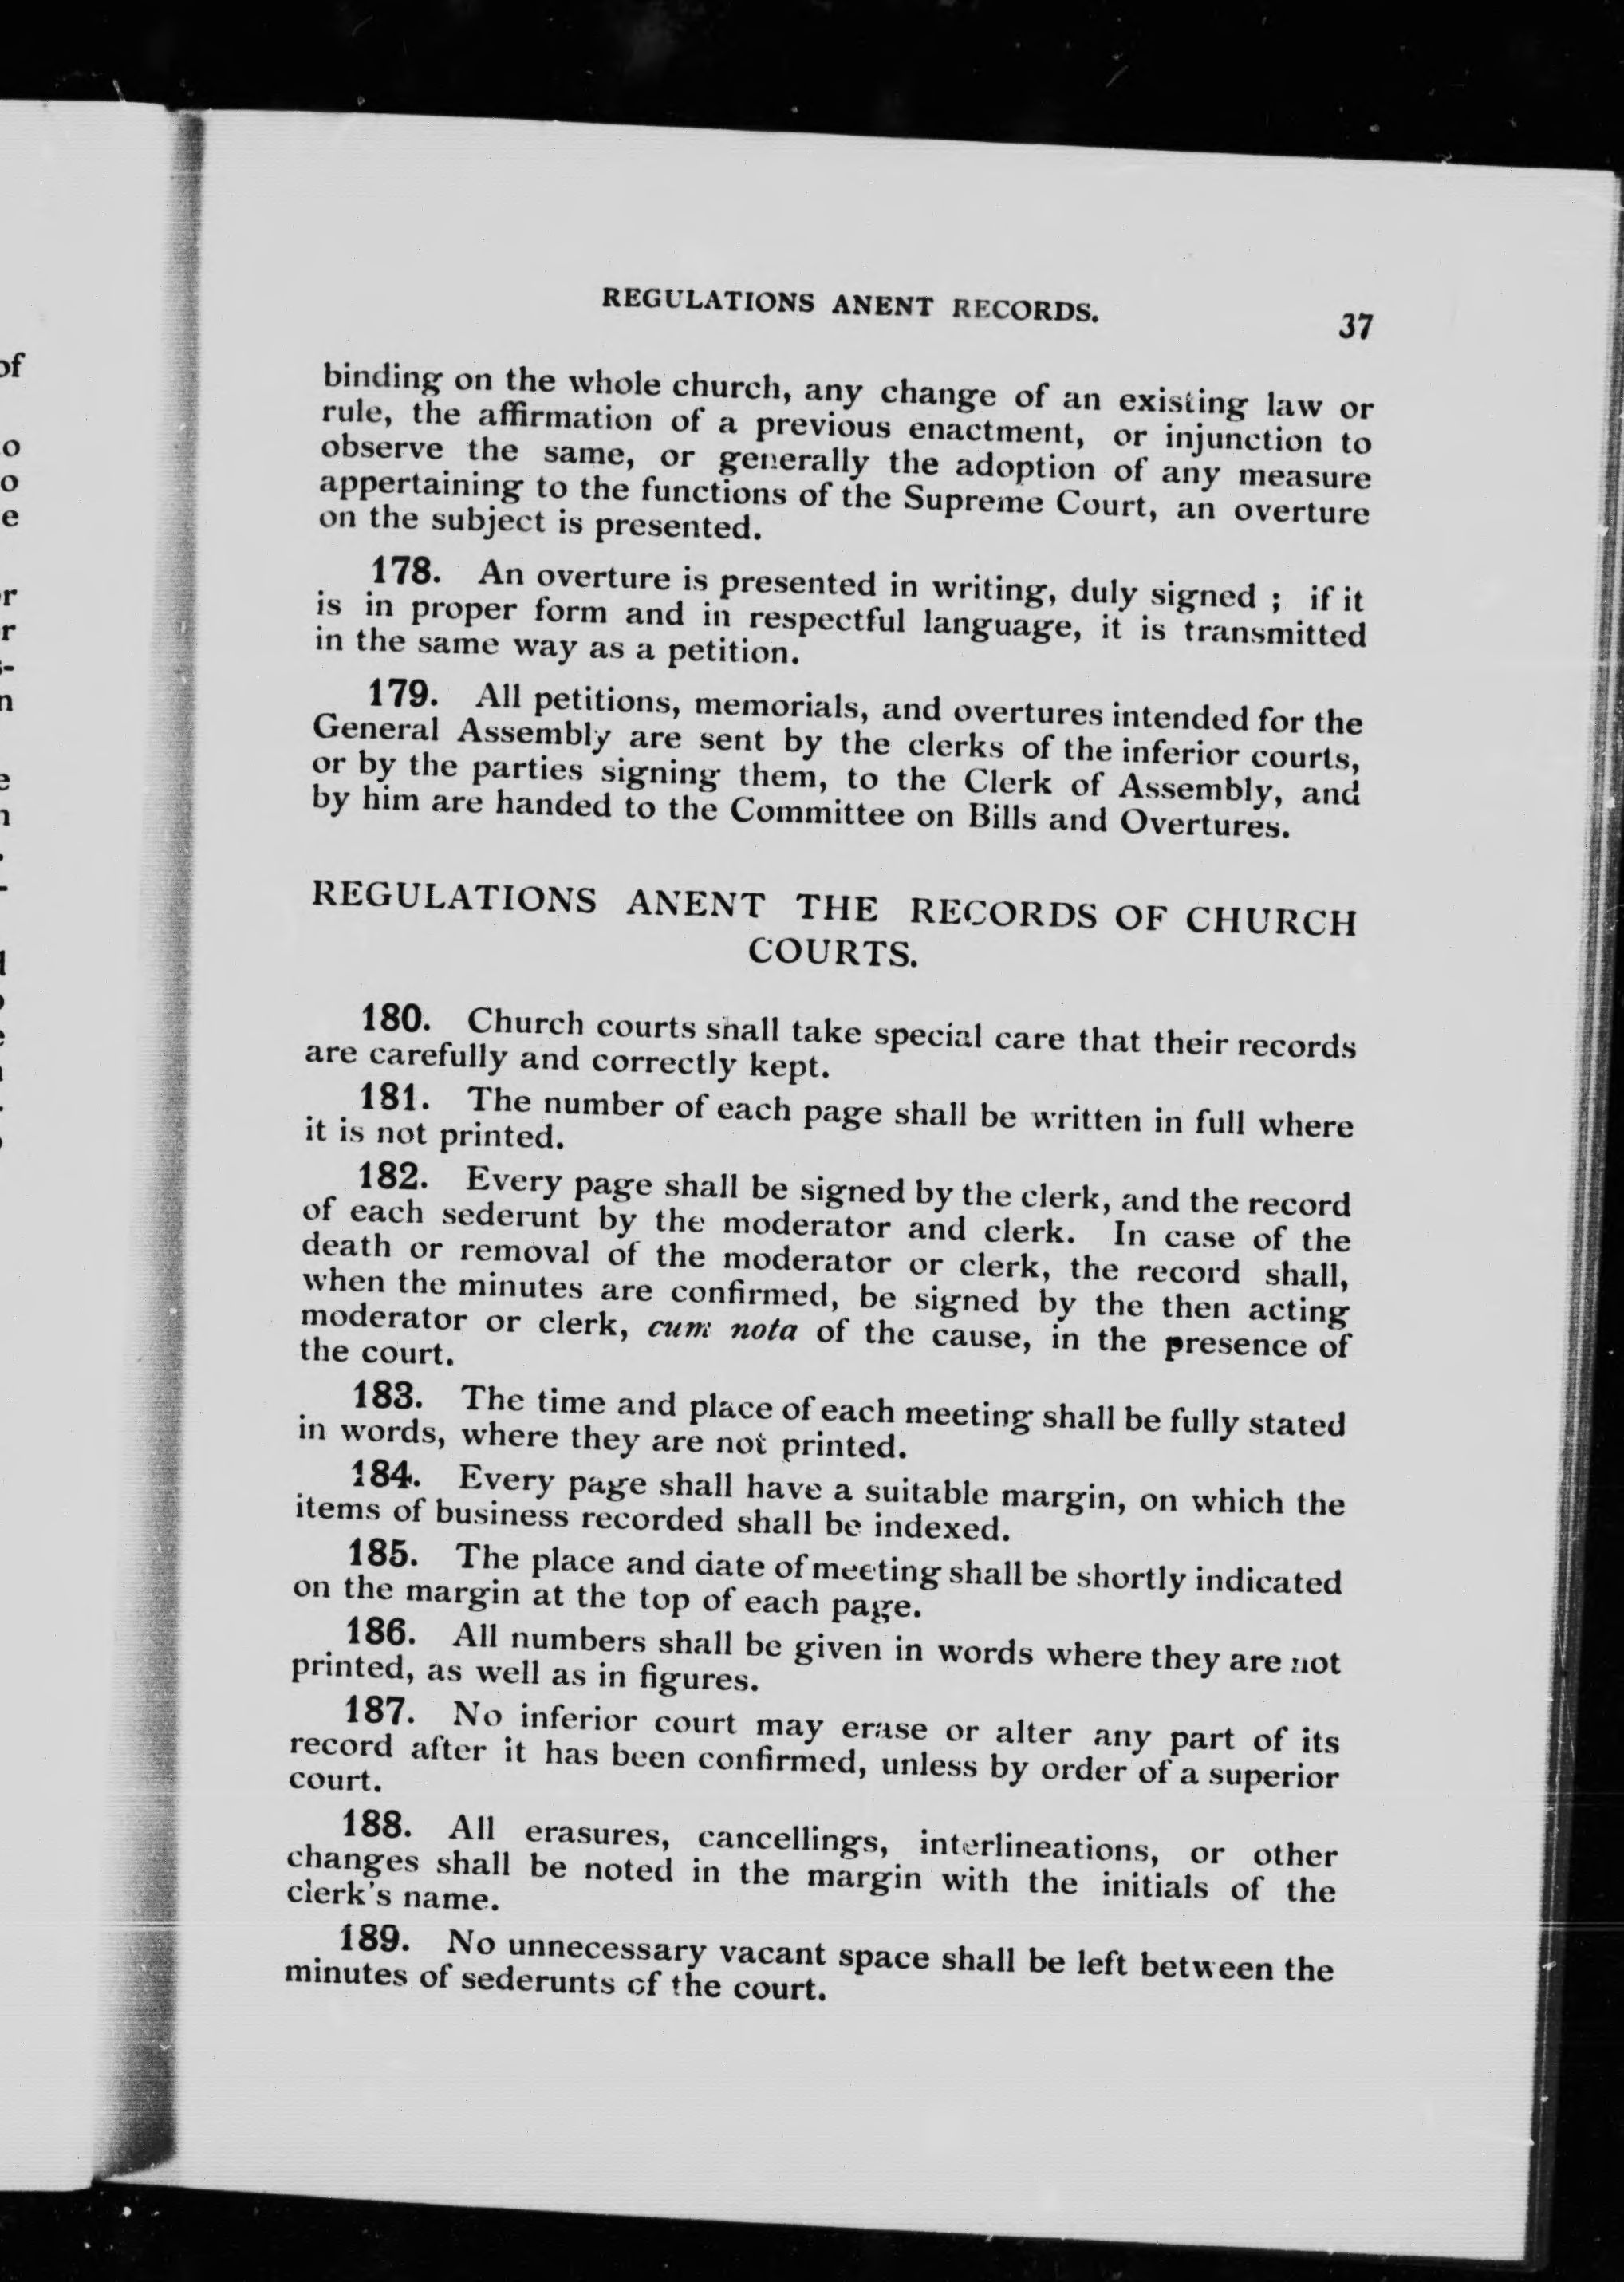 REGULATIONS ANENT RECORDS. 37
binding on the whole church, any change of an existing law or
rule, the affirmation of a previous enactment, or injunction to
observe the same, or generally the adoption of any measure
appertaining to the functions of the Supreme Court, an overture
on the subject is presented.
178. An overture is presented in writing, duly signed ; if it
is in proper form and in respectful language, it is transmitted
in the same way as a petition.
179. All petitions, memorials, and overtures intended for the
General Assembly are sent by the clerks of the inferior courts,
or by the parties signing them, to the Clerk of Assembly, and
by him are handed to the Committee on Bills and Overtures.
REGULATIONS ANENT THE RECORDS OF CHURCH
COURTS.
180. Church courts shall take special care that their records
are carefully and correctly kept.
181. The number of each page shall be written in full where
it is not printed.
182. Every page shall be signed by the clerk, and the record
of each sederunt by the moderator and clerk. In case of the
death or removal of the moderator or clerk, the record shall,
when the minutes are confirmed, be signed by the then acting
moderator or clerk, cum nota of the cause, in the presence of
the court.
183. The time and place of each meeting shall be fully stated
in words, where they are not printed.
184. Every page shall have a suitable margin, on which the
items of business recorded shall be indexed.
185. The place and date of meeting shall be shortly indicated
on the margin at the top of each page.
186. All numbers shall be given in words where they are not
printed, as well as in figures.
187. No inferior court may erase or alter any part of its
record after it has been confirmed, unless by order of a superior
court.
188. All erasures, cancellings, interlineations, or other
changes shall be noted in the margin with the initials of the
clerk's name.
189. No unnecessary vacant space shall be left between the
minutes of sederunts of the court.